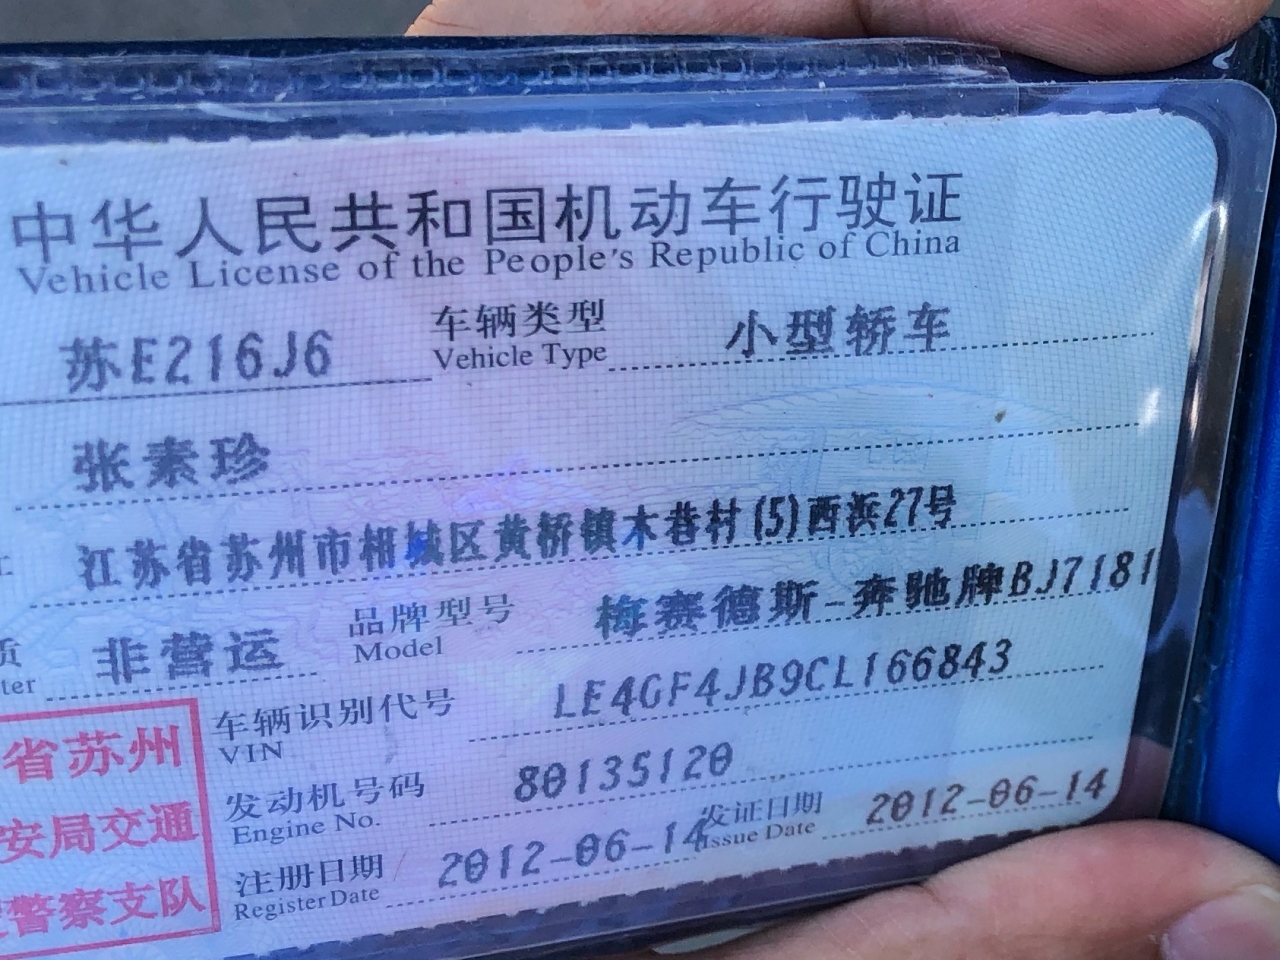 中华人民共和国机动车行驶证
Vehicle License of the People's Republic of China
苏E216J6 车辆类型 小型轿车
Vehicle Type
张素珍
江苏省苏州市相城区黄桥镇木巷村(5)西浜27号
非营运 品牌型号 梅赛德斯-奔驰牌BJ7181
ter Model
车辆识别代号 LE4GF4JB9CL166843
VIN
发动机号码 80135120
Engine No.
注册日期 2012-06-14 发证日期 2012-06-14
Register Date Issue Date
省苏州
安局交通
警察支队